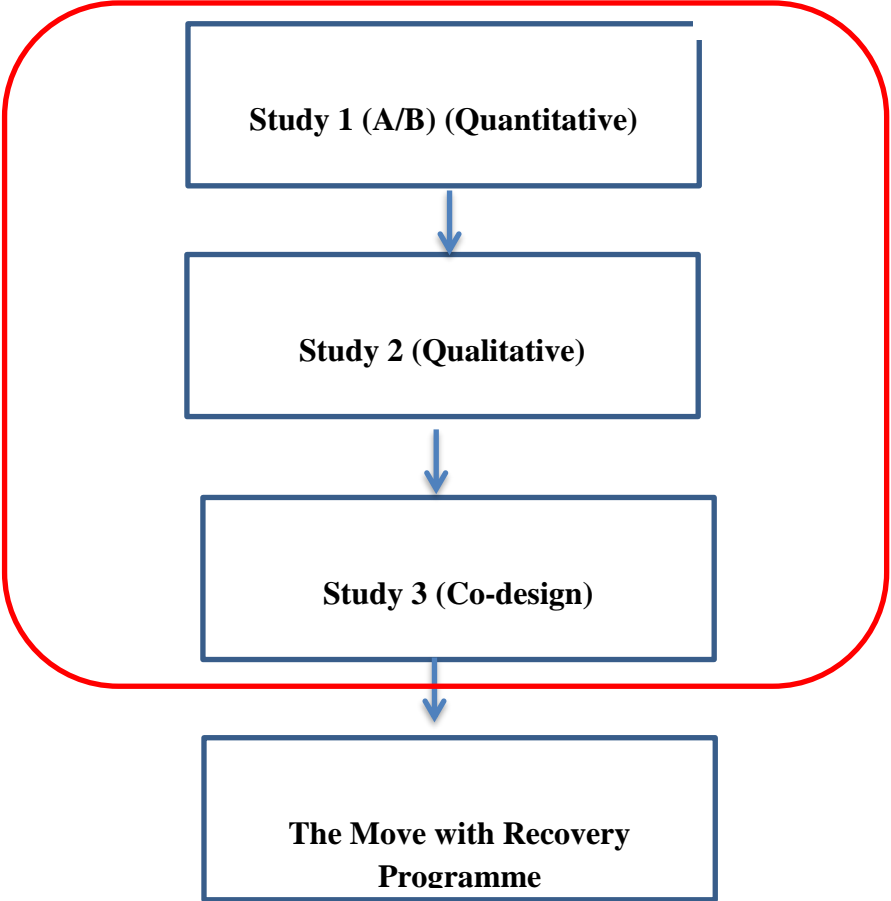 Study 1 (A/B) (Quantitative)
Study 2 (Qualitative)
Study 3 (Co-design)
The Move with Recovery
Programme